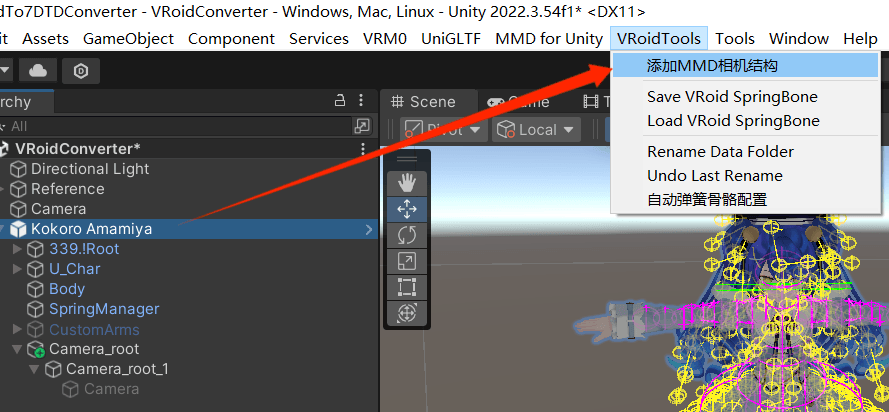 dTo7DTDConverter - VRoidConverter - Windows, Mac, Linux - Unity 2022.3.54f1* <DX11>
it Assets GameObject Component Services VRM0 UniGLTF MMD for Unity VRoidTools Tools Window Help
添加MMD相机结构
Save VRoid SpringBone
Load VRoid SpringBone
Rename Data Folder
Undo Last Rename
自动弹簧骨骼配置
rarchy
Scene Game T
All
Pivot Local
VRoidConverter*
Directional Light
Reference
Camera
Kokoro Amamiya
339.!Root
U_Char
Body
SpringManager
CustomArms
Camera_root
Camera_root_1
Camera